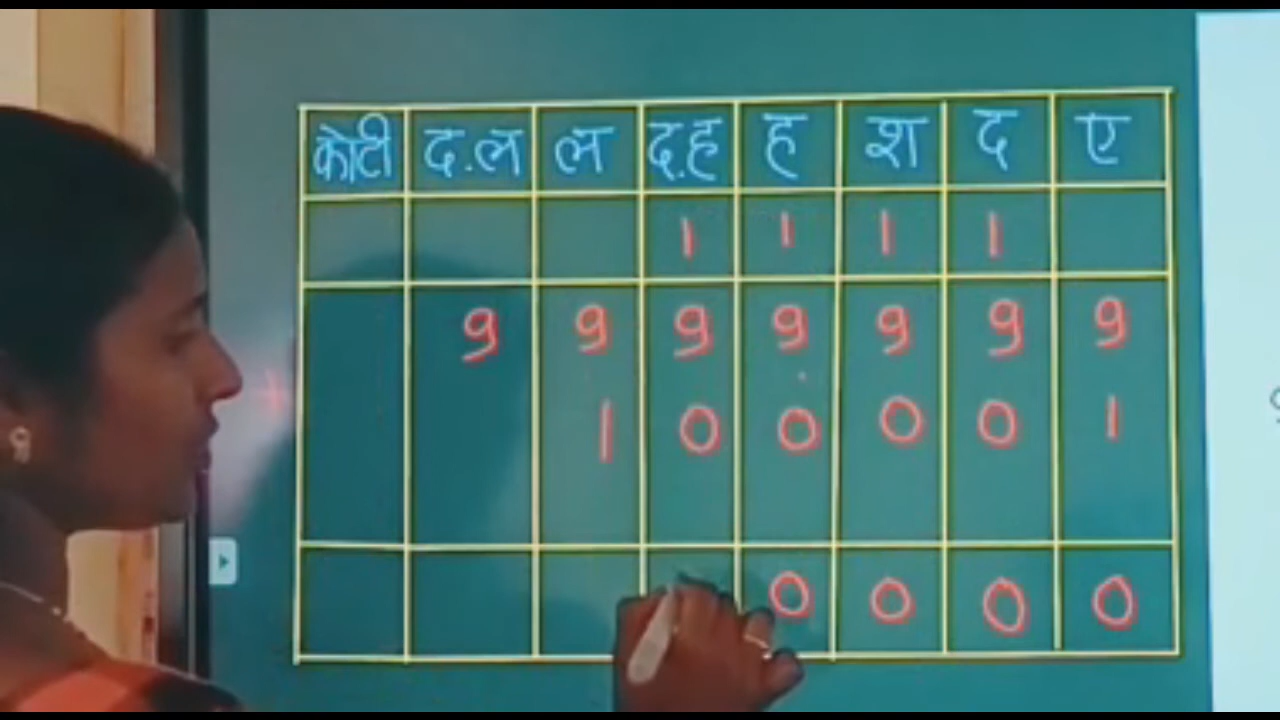 कोटी द.ल ल द.ह ह श द ए
1 1 1 1
9 9 9 9 9 9 9
+ 1 0 0 0 0 1
0 0 0 0